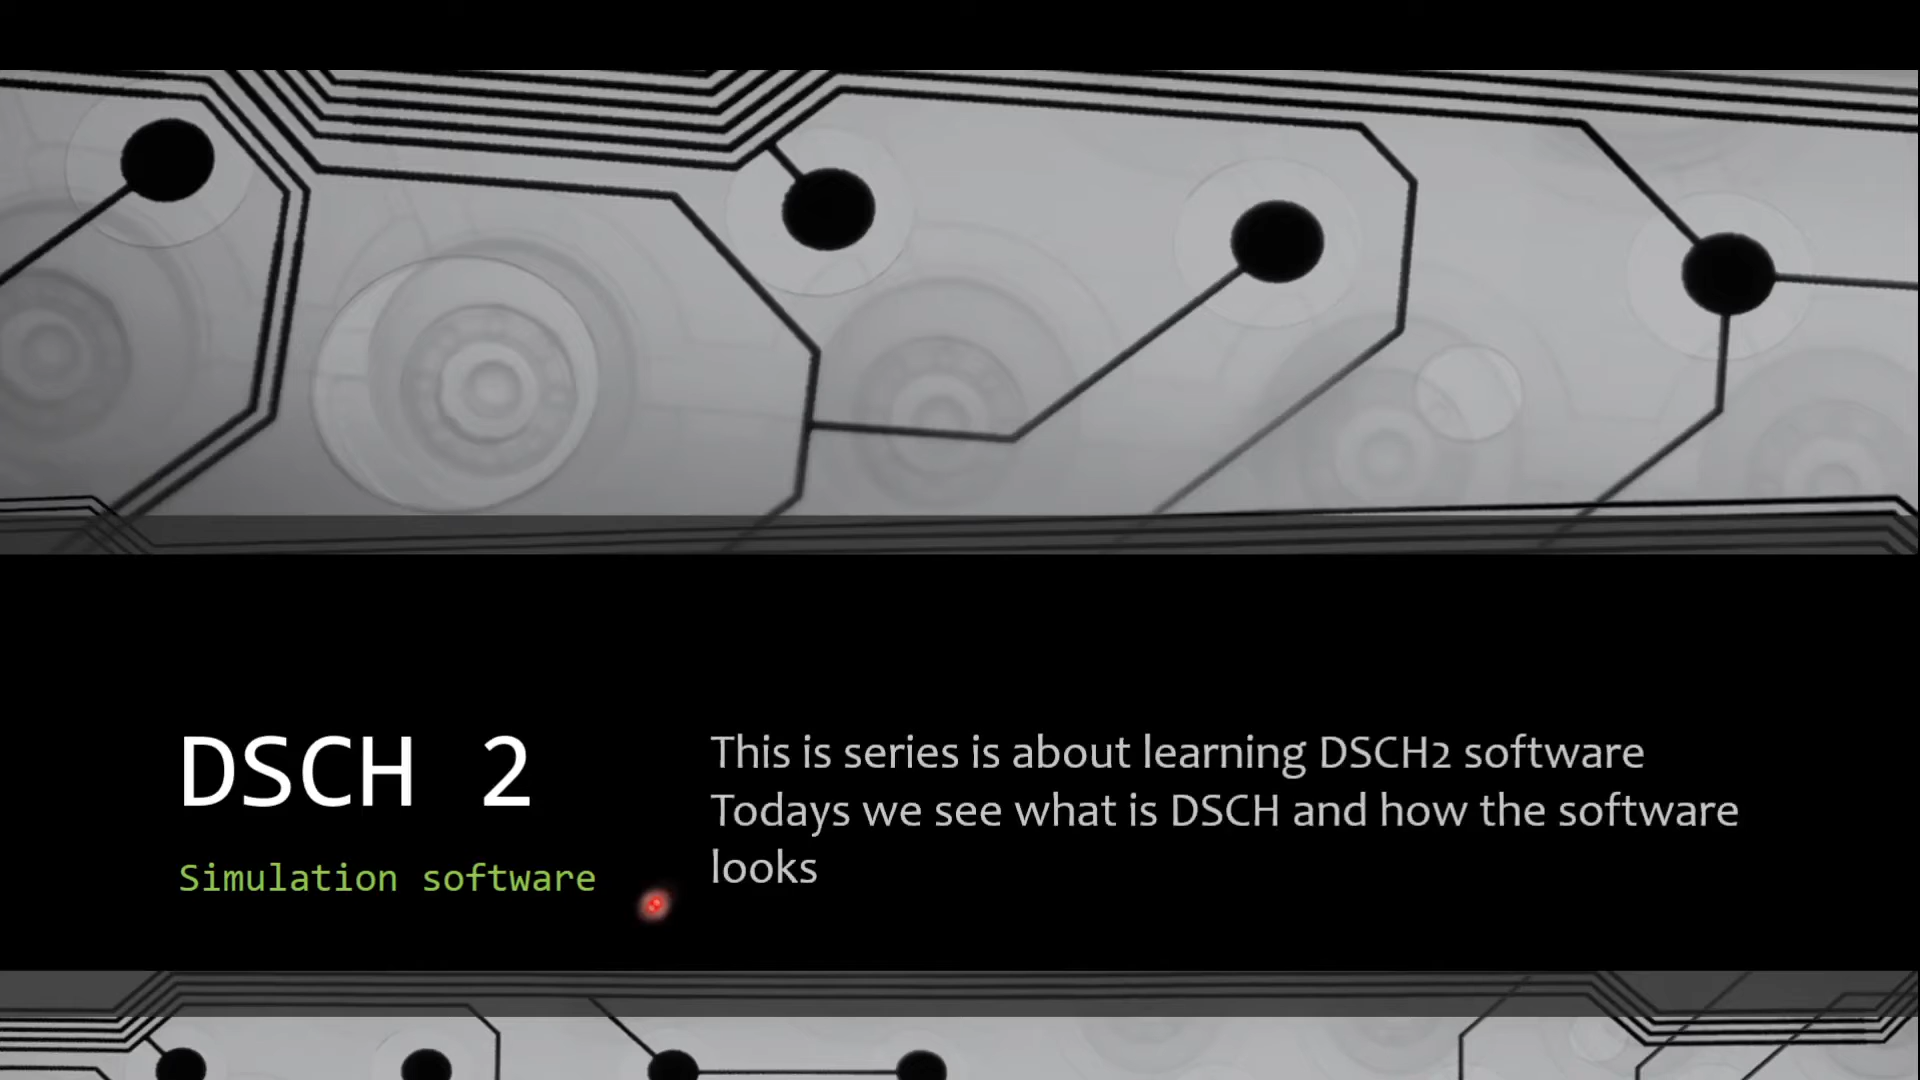 DSCH 2
Simulation software
This is series is about learning DSCH2 software
Todays we see what is DSCH and how the software
looks